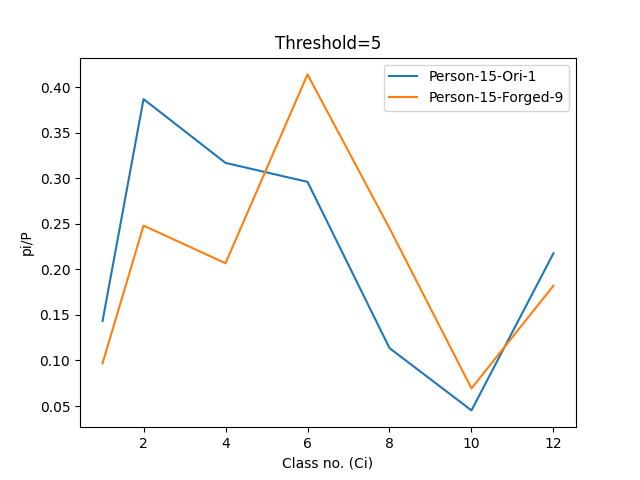 Threshold=5
Person-15-Ori-1
Person-15-Forged-9
0.40
0.35
0.30
0.25
0.20
0.15
0.10
0.05
pi/P
2 4 6 8 10 12
Class no. (Ci)